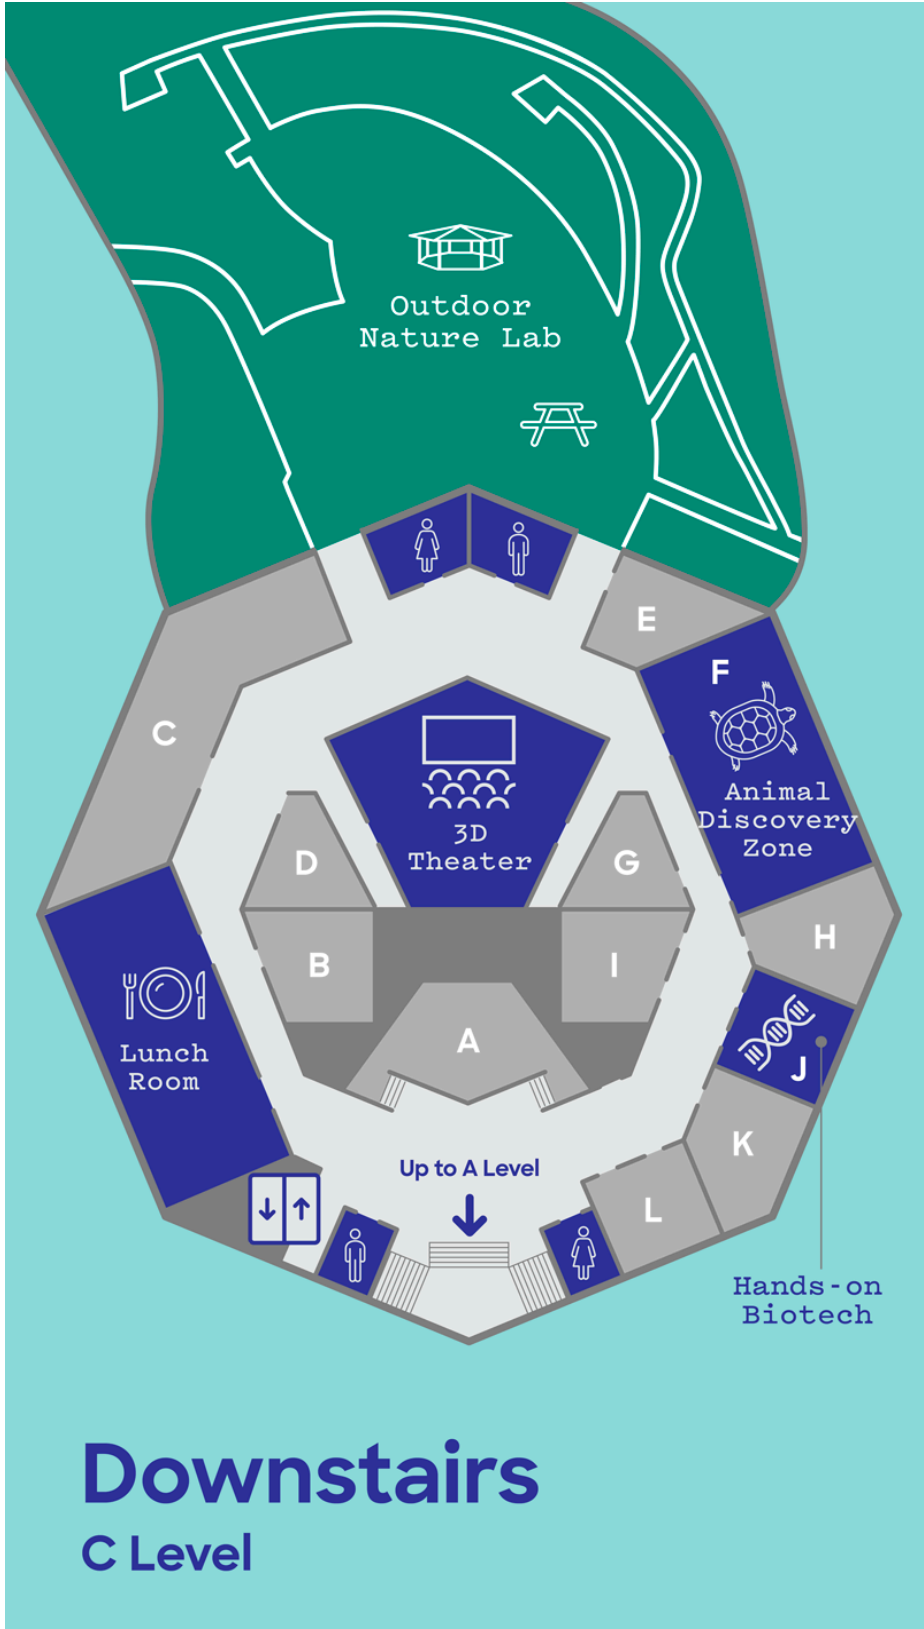 Outdoor
Nature Lab
E
F
C
Animal
Discovery
Zone
3D
Theater
D
G
B
I
H
A
Lunch
Room
J
K
Up to A Level
L
Hands-on
Biotech
Downstairs
C Level